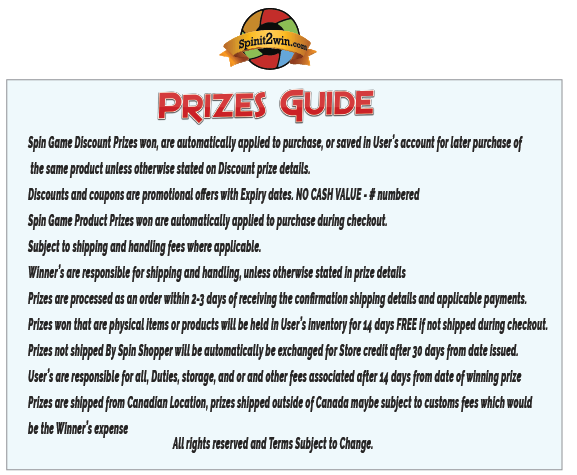 Spinit2win.com
PRIZES GUIDE
Spin Game Discount Prizes won, are automatically applied to purchase, or saved in User's account for later purchase of
the same product unless otherwise stated on Discount prize details.
Discounts and coupons are promotional offers with Expiry dates. NO CASH VALUE - # numbered
Spin Game Product Prizes won are automatically applied to purchase during checkout.
Subject to shipping and handling fees where applicable.
Winner's are responsible for shipping and handling, unless otherwise stated in prize details
Prizes are processed as an order within 2-3 days of receiving the confirmation shipping details and applicable payments.
Prizes won that are physical items or products will be held in User's inventory for 14 days FREE if not shipped during checkout.
Prizes not shipped By Spin Shopper will be automatically be exchanged for Store credit after 30 days from date issued.
User's are responsible for all, Duties, storage, and or and other fees associated after 14 days from date of winning prize
Prizes are shipped from Canadian Location, prizes shipped outside of Canada maybe subject to customs fees which would
be the Winner's expense
All rights reserved and Terms Subject to Change.